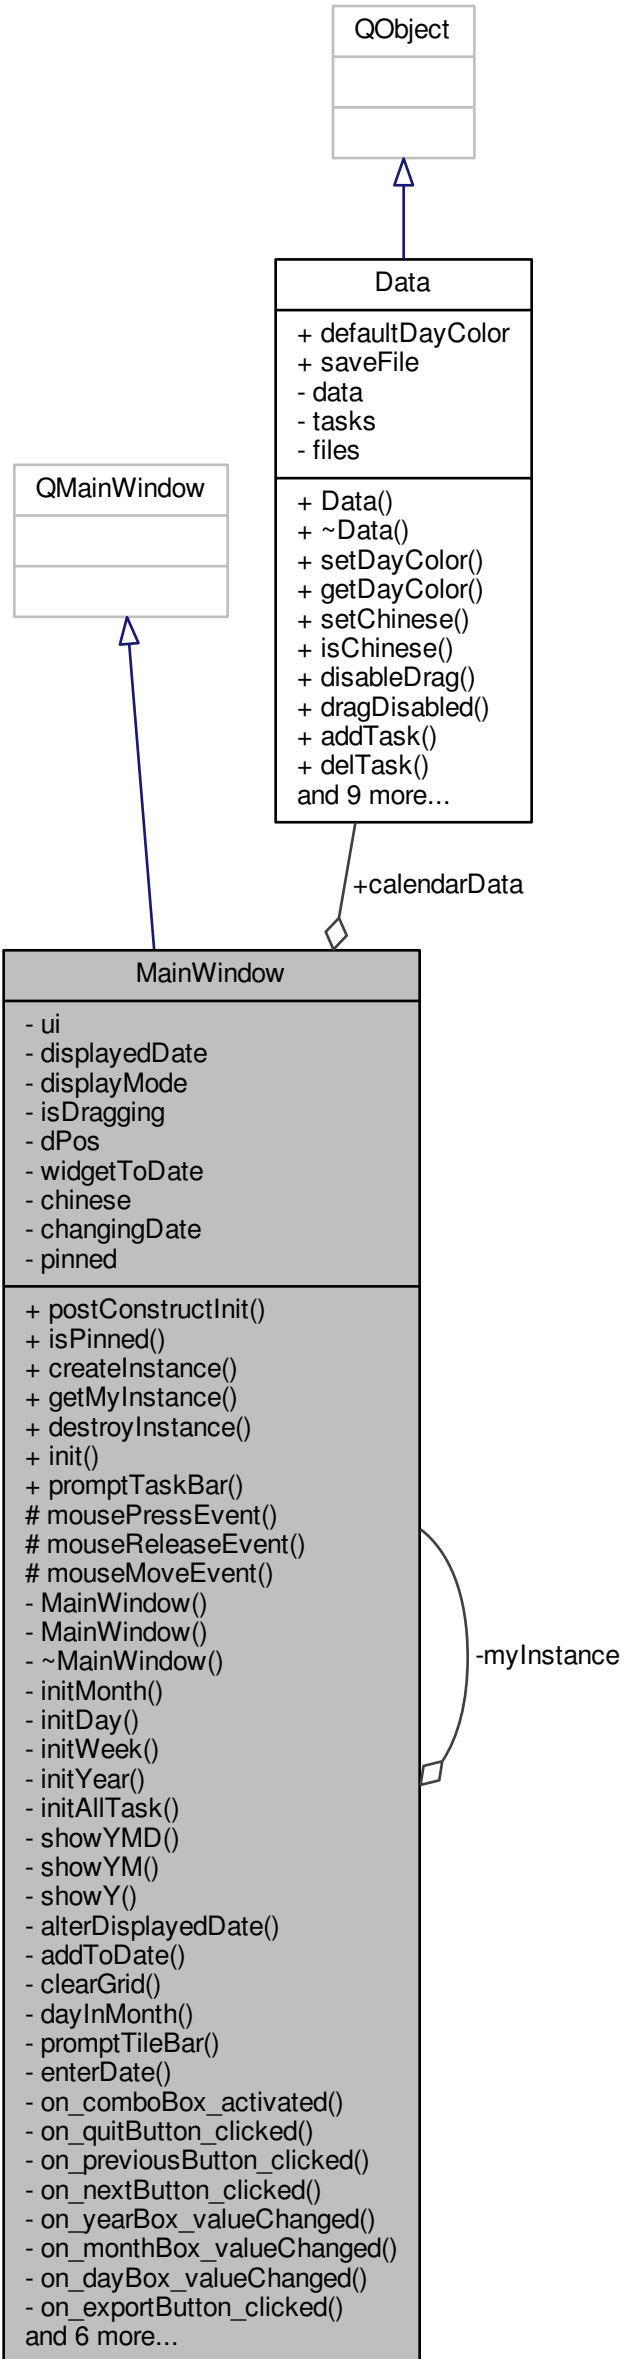 QObject
Data
+ defaultDayColor
+ saveFile
- data
- tasks
- files
+ Data()
+ ~Data()
+ setDayColor()
+ getDayColor()
+ setChinese()
+ isChinese()
+ disableDrag()
+ dragDisabled()
+ addTask()
+ delTask()
and 9 more...
QMainWindow
+calendarData
MainWindow
- ui
- displayedDate
- displayMode
- isDragging
- dPos
- widgetToDate
- chinese
- changingDate
- pinned
+ postConstructInit()
+ isPinned()
+ createInstance()
+ getMyInstance()
+ destroyInstance()
+ init()
+ promptTaskBar()
# mousePressEvent()
# mouseReleaseEvent()
# mouseMoveEvent()
- MainWindow()
- MainWindow()
- ~MainWindow()
- initMonth()
- initDay()
- initWeek()
- initYear()
- initAllTask()
- showYMD()
- showYM()
- showY()
- alterDisplayedDate()
- addToDate()
- clearGrid()
- dayInMonth()
- promptTileBar()
- enterDate()
- on_comboBox_activated()
- on_quitButton_clicked()
- on_previousButton_clicked()
- on_nextButton_clicked()
- on_yearBox_valueChanged()
- on_monthBox_valueChanged()
- on_dayBox_valueChanged()
- on_exportButton_clicked()
and 6 more...
-myInstance